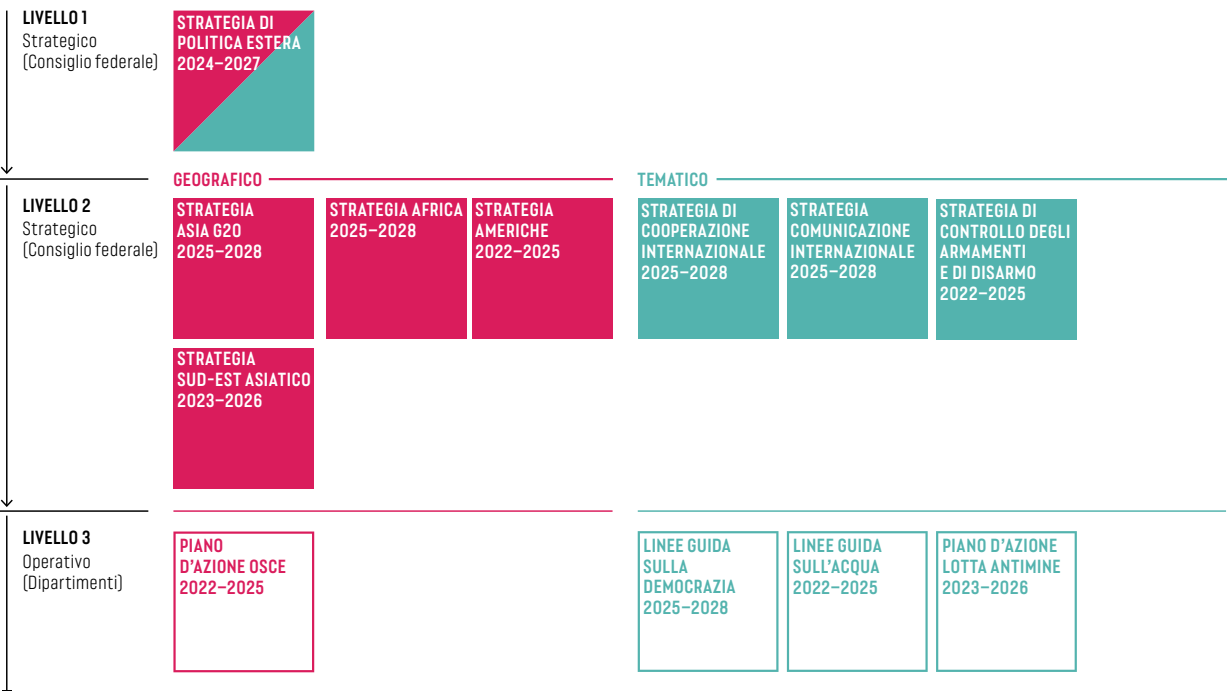 LIVELLO 1
Strategico
(Consiglio federale)
STRATEGIA DI
POLITICA ESTERA
2024–2027
GEOGRAFICO
TEMATICO
LIVELLO 2
Strategico
(Consiglio federale)
STRATEGIA
ASIA G20
2025–2028
STRATEGIA AFRICA
2025–2028
STRATEGIA
AMERICHE
2022–2025
STRATEGIA DI
COOPERAZIONE
INTERNAZIONALE
2025–2028
STRATEGIA
COMUNICAZIONE
INTERNAZIONALE
2025–2028
STRATEGIA DI
CONTROLLO DEGLI
ARMAMENTI
E DI DISARMO
2022–2025
STRATEGIA
SUD-EST ASIATICO
2023–2026
LIVELLO 3
Operativo
(Dipartimenti)
PIANO
D'AZIONE OSCE
2022–2025
LINEE GUIDA
SULLA
DEMOCRAZIA
2025–2028
LINEE GUIDA
SULL'ACQUA
2022–2025
PIANO D'AZIONE
LOTTA ANTIMINE
2023–2026